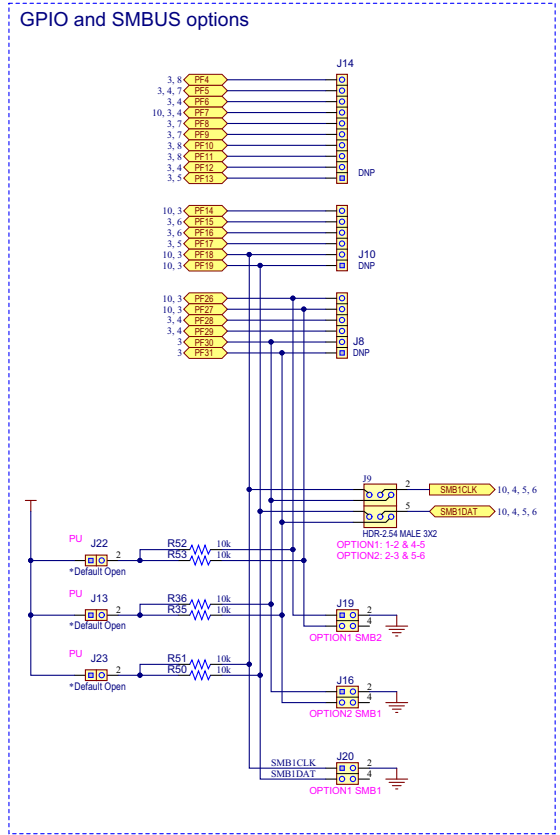 GPIO and SMBUS options
J14
3, 8 PF4
3, 4, 7 PF5
3, 4 PF6
10, 3, 4 PF7
3, 7 PF8
3, 7 PF9
3, 8 PF10
3, 8 PF11
3, 4 PF12
3, 5 PF13
DNP
10, 3 PF14
3, 6 PF15
3, 6 PF16
3, 5 PF17
10, 3 PF18
10, 3 PF19
J10
DNP
10, 3 PF26
10, 3 PF27
3, 4 PF28
3, 4 PF29
3 PF30
3 PF31
J8
DNP
J9
2 SMB1CLK 10, 4, 5, 6
5 SMB1DAT 10, 4, 5, 6
HDR-2.54 MALE 3X2
OPTION1: 1-2 & 4-5
OPTION2: 2-3 & 5-6
PU
J22
2
*Default Open
R52 10k
R53 10k
PU
J13
2
*Default Open
R36 10k
R35 10k
J19
2
4
OPTION1 SMB2
PU
J23
2
*Default Open
R51 10k
R50 10k
J16
2
4
OPTION2 SMB1
J20
SMB1CLK 2
SMB1DAT 4
OPTION1 SMB1